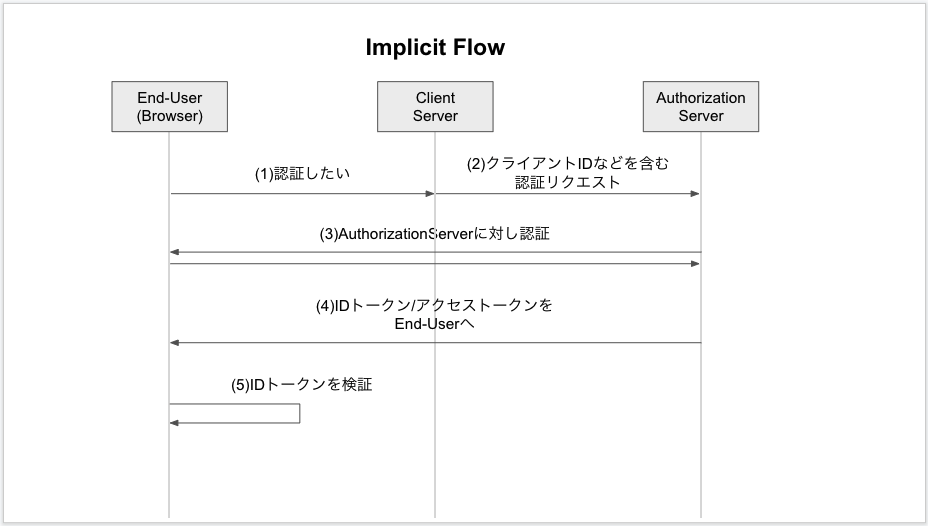 Implicit Flow
End-User
(Browser)
Client
Server
Authorization
Server
(1)認証したい
(2)クライアントIDなどを含む
認証リクエスト
(3)AuthorizationServerに対し認証
(4)IDトークン/アクセストークンを
End-Userへ
(5)IDトークンを検証